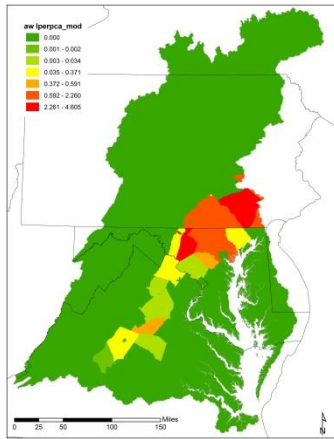 aw lperpca_mod
0.000
0.001 - 0.002
0.003 - 0.034
0.035 - 0.371
0.372 - 0.591
0.592 - 2.260
2.261 - 4.605
0 25 50 100 150
Miles
N